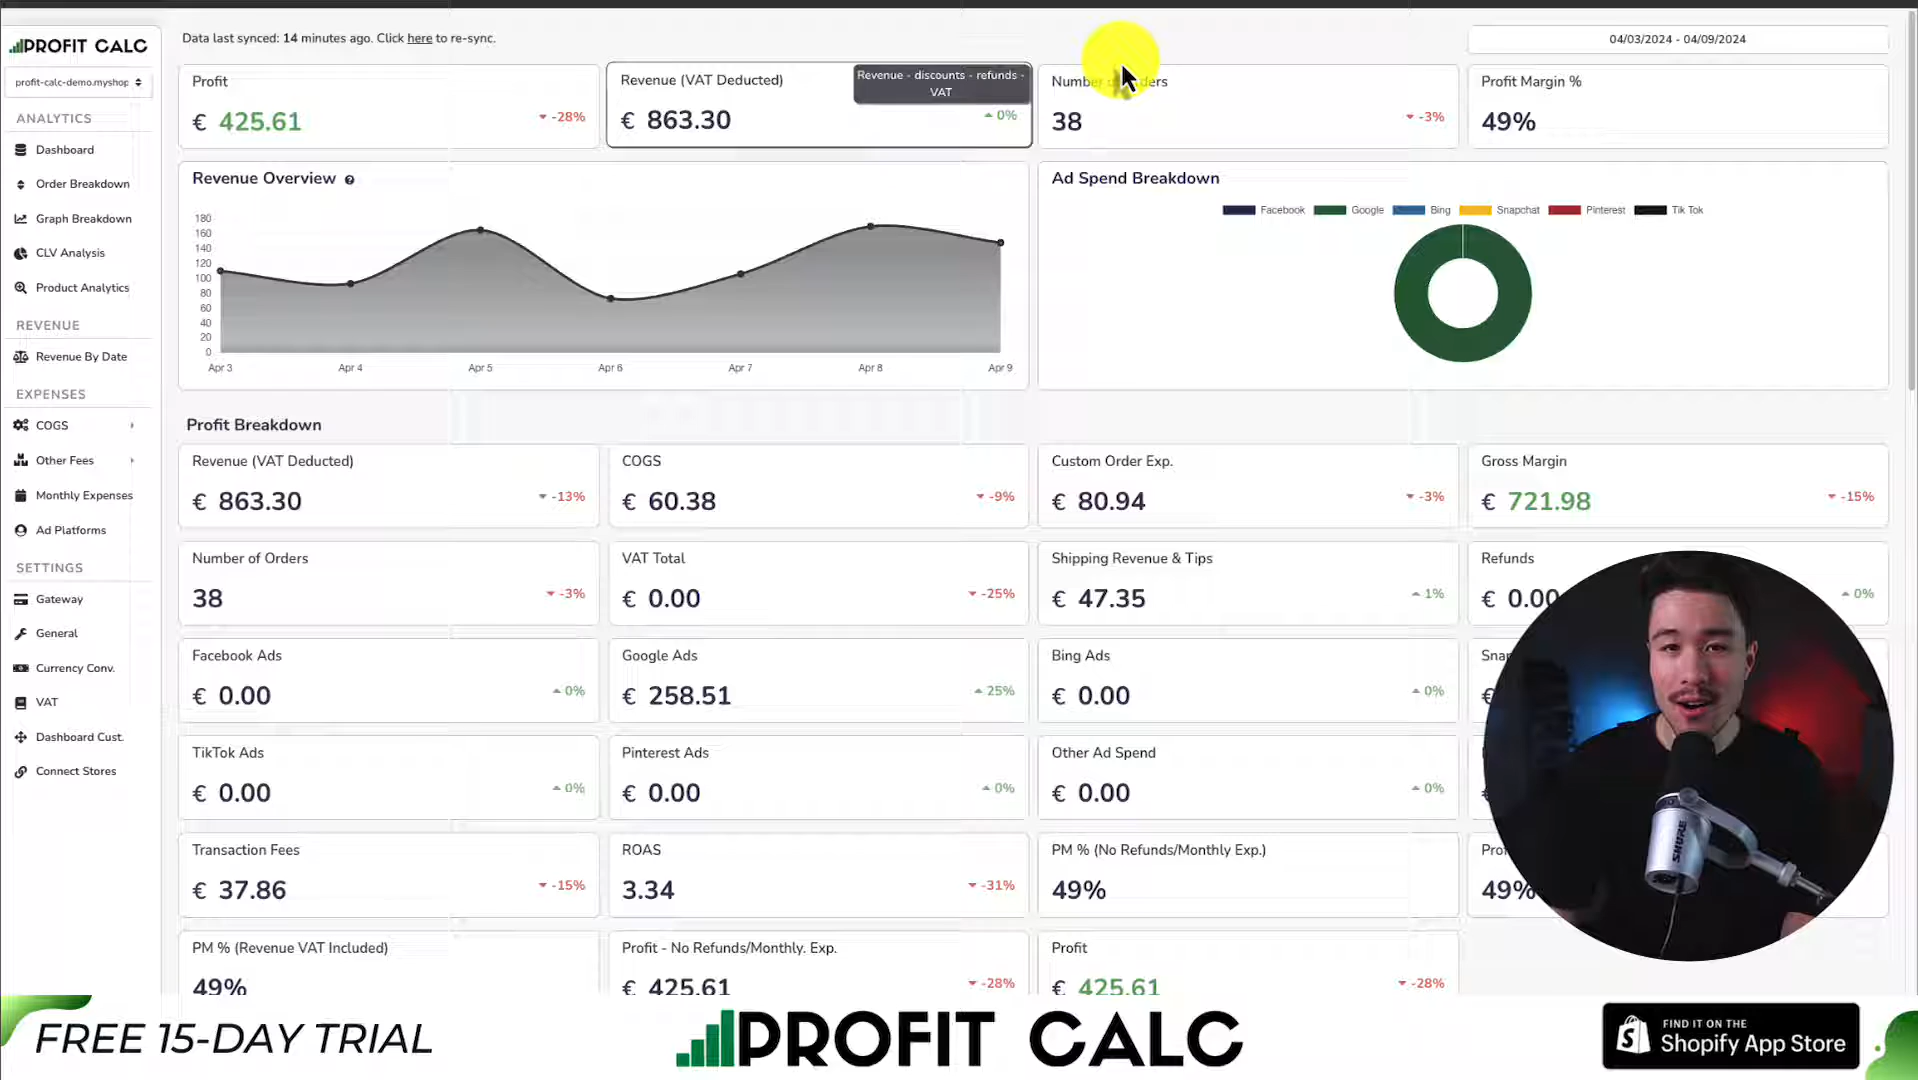 PROFIT CALC
profit-calc-demo.myshop
ANALYTICS
Dashboard
Order Breakdown
Graph Breakdown
CLV Analysis
Product Analytics
REVENUE
Revenue By Date
EXPENSES
COGS
Other Fees
Monthly Expenses
Ad Platforms
SETTINGS
Gateway
General
Currency Conv.
VAT
Dashboard Cust.
Connect Stores
Data last synced: 14 minutes ago. Click here to re-sync.
04/03/2024 - 04/09/2024
Profit
€ 425.61
-28%
Revenue (VAT Deducted)
€ 863.30
0%
Revenue - discounts - refunds -
VAT
Number of Orders
38
-3%
Profit Margin %
49%
Revenue Overview
180
160
140
120
100
80
60
40
20
0
Apr 3 Apr 4 Apr 5 Apr 6 Apr 7 Apr 8 Apr 9
Ad Spend Breakdown
Facebook Google Bing Snapchat Pinterest Tik Tok
Profit Breakdown
Revenue (VAT Deducted)
€ 863.30
-13%
COGS
€ 60.38
-9%
Custom Order Exp.
€ 80.94
-3%
Gross Margin
€ 721.98
-15%
Number of Orders
38
-3%
VAT Total
€ 0.00
-25%
Shipping Revenue & Tips
€ 47.35
1%
Refunds
€ 0.00
0%
Facebook Ads
€ 0.00
0%
Google Ads
€ 258.51
25%
Bing Ads
€ 0.00
0%
TikTok Ads
€ 0.00
0%
Pinterest Ads
€ 0.00
0%
Other Ad Spend
€ 0.00
0%
Transaction Fees
€ 37.86
-15%
ROAS
3.34
-31%
PM % (No Refunds/Monthly Exp.)
49%
49%
PM % (Revenue VAT Included)
49%
Profit - No Refunds/Monthly. Exp.
€ 425.61
-28%
Profit
€ 425.61
-28%
SHURE
FREE 15-DAY TRIAL
PROFIT CALC
FIND IT ON THE
Shopify App Store